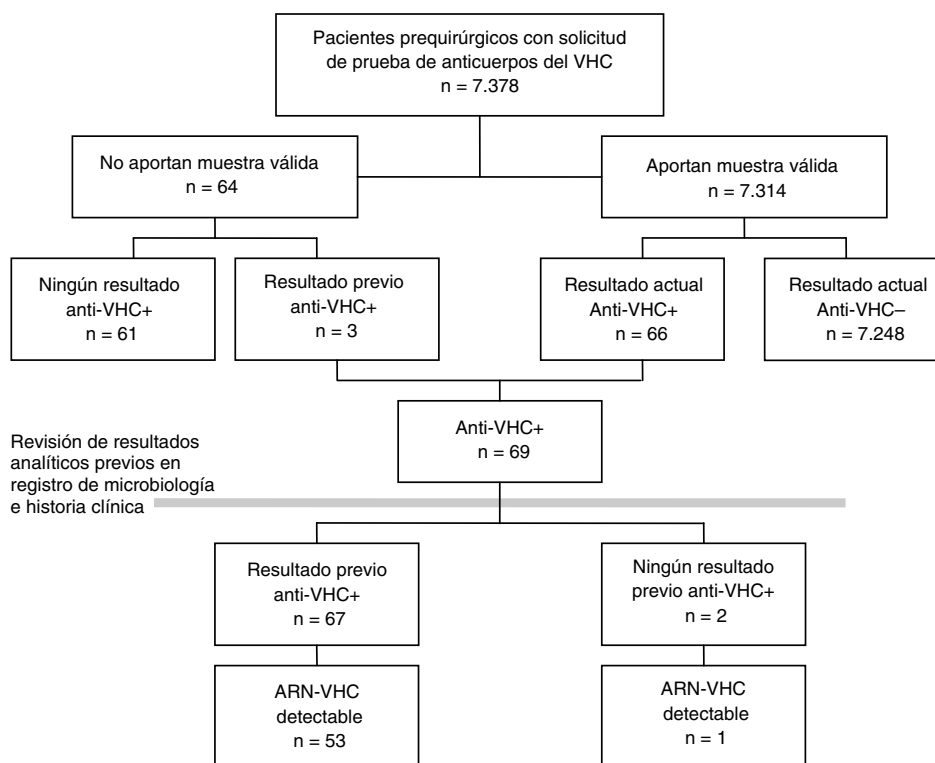 Pacientes prequirúrgicos con solicitud
de prueba de anticuerpos del VHC
n = 7.378
No aportan muestra válida
n = 64
Aportan muestra válida
n = 7.314
Ningún resultado
anti-VHC+
n = 61
Resultado previo
anti-VHC+
n = 3
Resultado actual
Anti-VHC+
n = 66
Resultado actual
Anti-VHC–
n = 7.248
Anti-VHC+
n = 69
Revisión de resultados
analíticos previos en
registro de microbiología
e historia clínica
Resultado previo
anti-VHC+
n = 67
Ningún resultado
previo anti-VHC+
n = 2
ARN-VHC
detectable
n = 53
ARN-VHC
detectable
n = 1